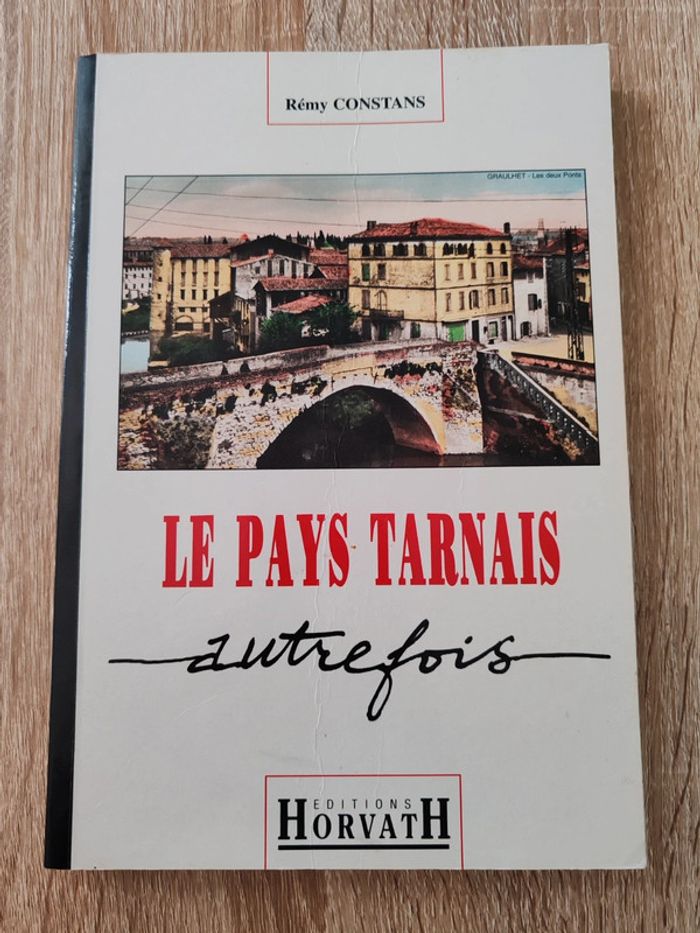 Rémy CONSTANS
GRAULHET - Les deux Ponts
LE PAYS TARNAIS
autrefois
EDITIONS
HORVATH